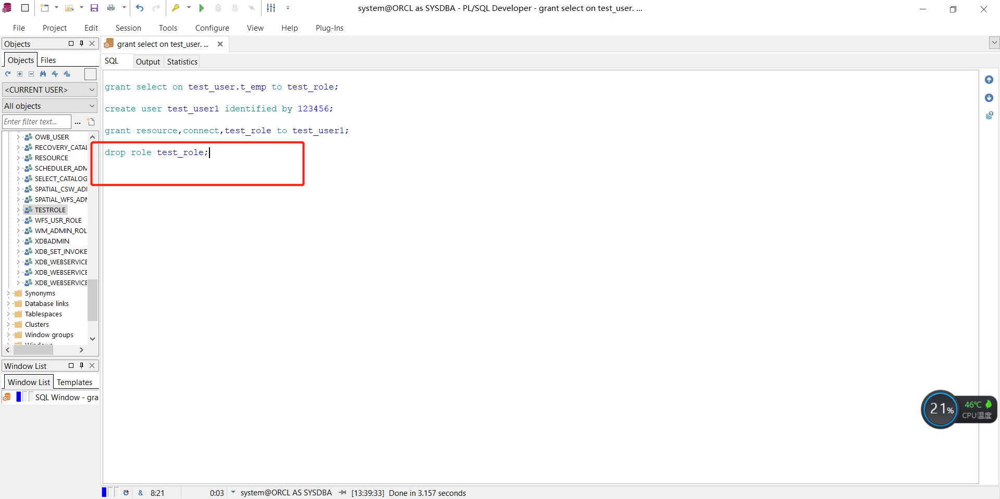 system@ORCL as SYSDBA - PL/SQL Developer - grant select on test_user. ...
File Project Edit Session Tools Configure View Help Plug-Ins
Objects
Objects Files
<CURRENT USER>
All objects
Enter filter text... ...
OWB_USER
RECOVERY_CATAL
RESOURCE
SCHEDULER_ADM
SELECT_CATALOG
SPATIAL_CSW_ADI
SPATIAL_WFS_ADM
TESTROLE
WFS_USR_ROLE
WM_ADMIN_ROL
XDBADMIN
XDB_SET_INVOKE
XDB_WEBSERVICE
XDB_WEBSERVICE
XDB_WEBSERVICE
Synonyms
Database links
Tablespaces
Clusters
Window groups
Windows
Window List
Window List Templates
SQL Window - gra
grant select on test_user. ...
SQL Output Statistics
grant select on test_user.t_emp to test_role;
create user test_user1 identified by 123456;
grant resource,connect,test_role to test_user1;
drop role test_role;
21% 46℃
CPU温度
& 8:21 0:03 system@ORCL AS SYSDBA [13:39:33] Done in 3.157 seconds